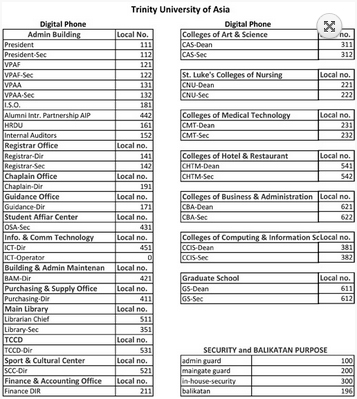 Trinity University of Asia
Digital Phone
Admin Building Local No.
President 111
President-Sec 112
VPAF 121
VPAF-Sec 122
VPAA 131
VPAA-Sec 132
I.S.O. 181
Alumni Intr. Partnership AIP 442
HRDU 161
Internal Auditors 152
Registrar Office Local no.
Registrar-Dir 141
Registrar-Sec 142
Chaplain Office Local no.
Chaplain-Dir 191
Guidance Office Local no.
Guidance-Dir 171
Student Affiar Center Local no.
OSA-Sec 431
Info. & Comm Technology Local no.
ICT-Dir 451
ICT-Operator 0
Building & Admin Maintenan Local no.
BAM-Dir 421
Purchasing & Supply Office Local no.
Purchasing-Dir 411
Main Library Local no.
Librarian Chief 511
Library-Sec 351
TCCD Local no.
TCCD-Dir 531
Sport & Cultural Center Local no.
SCC-Dir 521
Finance & Accounting Office Local no.
Finance DIR 211
Digital Phone
Colleges of Art & Science Local no.
CAS-Dean 311
CAS-Sec 312
St. Luke's Colleges of Nursing Local no.
CNU-Dean 221
CNU-Sec 222
Colleges of Medical Technology Local no.
CMT-Dean 231
CMT-Sec 232
Colleges of Hotel & Restaurant Local no.
CHTM-Dean 541
CHTM-Sec 542
Colleges of Business & Administration Local no.
CBA-Dean 621
CBA-Sec 622
Colleges of Computing & Information Sc Local no.
CCIS-Dean 381
CCIS-Sec 382
Graduate School Local no.
GS-Dean 611
GS-Sec 612
SECURITY and BALIKATAN PURPOSE
admin guard 100
maingate guard 200
in-house-security 300
balikatan 196